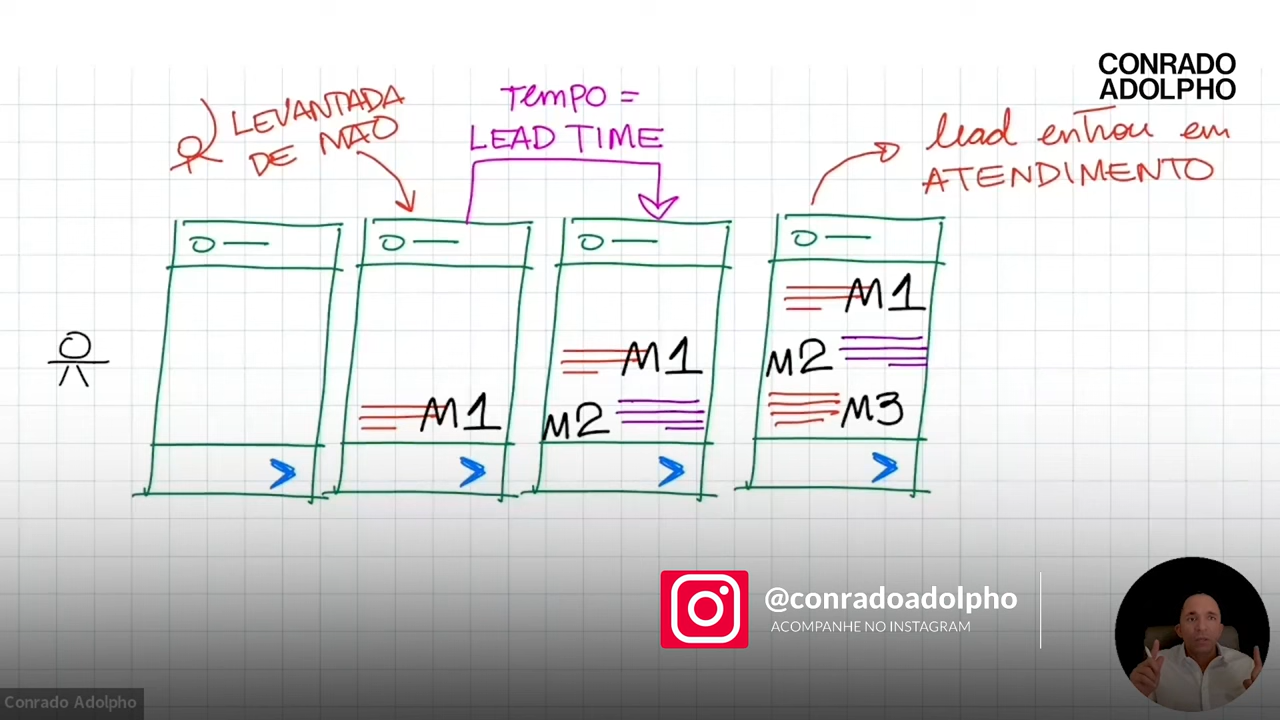 CONRADO
ADOLPHO
LEVANTADA
DE MÃO
TEMPO =
LEAD TIME
lead entrou em
ATENDIMENTO
M1
M1
M2
M1
M2
M3
@conradoadolpho
ACOMPANHE NO INSTAGRAM
Conrado Adolpho